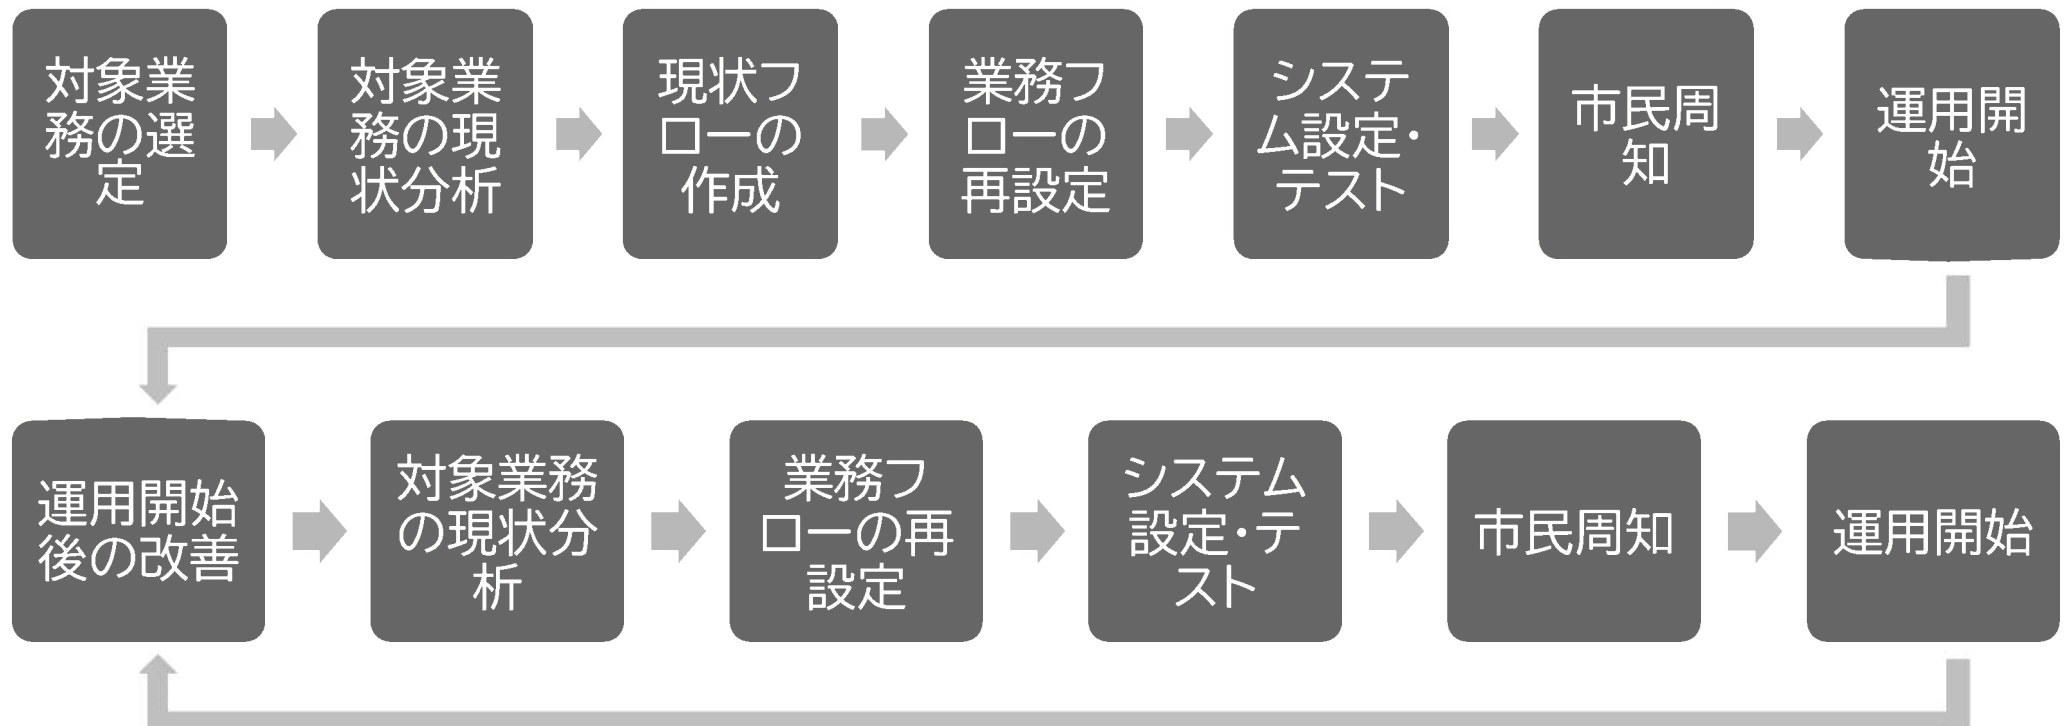 対象業
務の選
定
対象業
務の現
状分析
現状フ
ローの
作成
業務フ
ローの
再設定
システ
ム設定・
テスト
市民周
知
運用開
始
運用開始
後の改善
対象業務
の現状分
析
業務フ
ローの再
設定
システム
設定・テ
スト
市民周知
運用開始